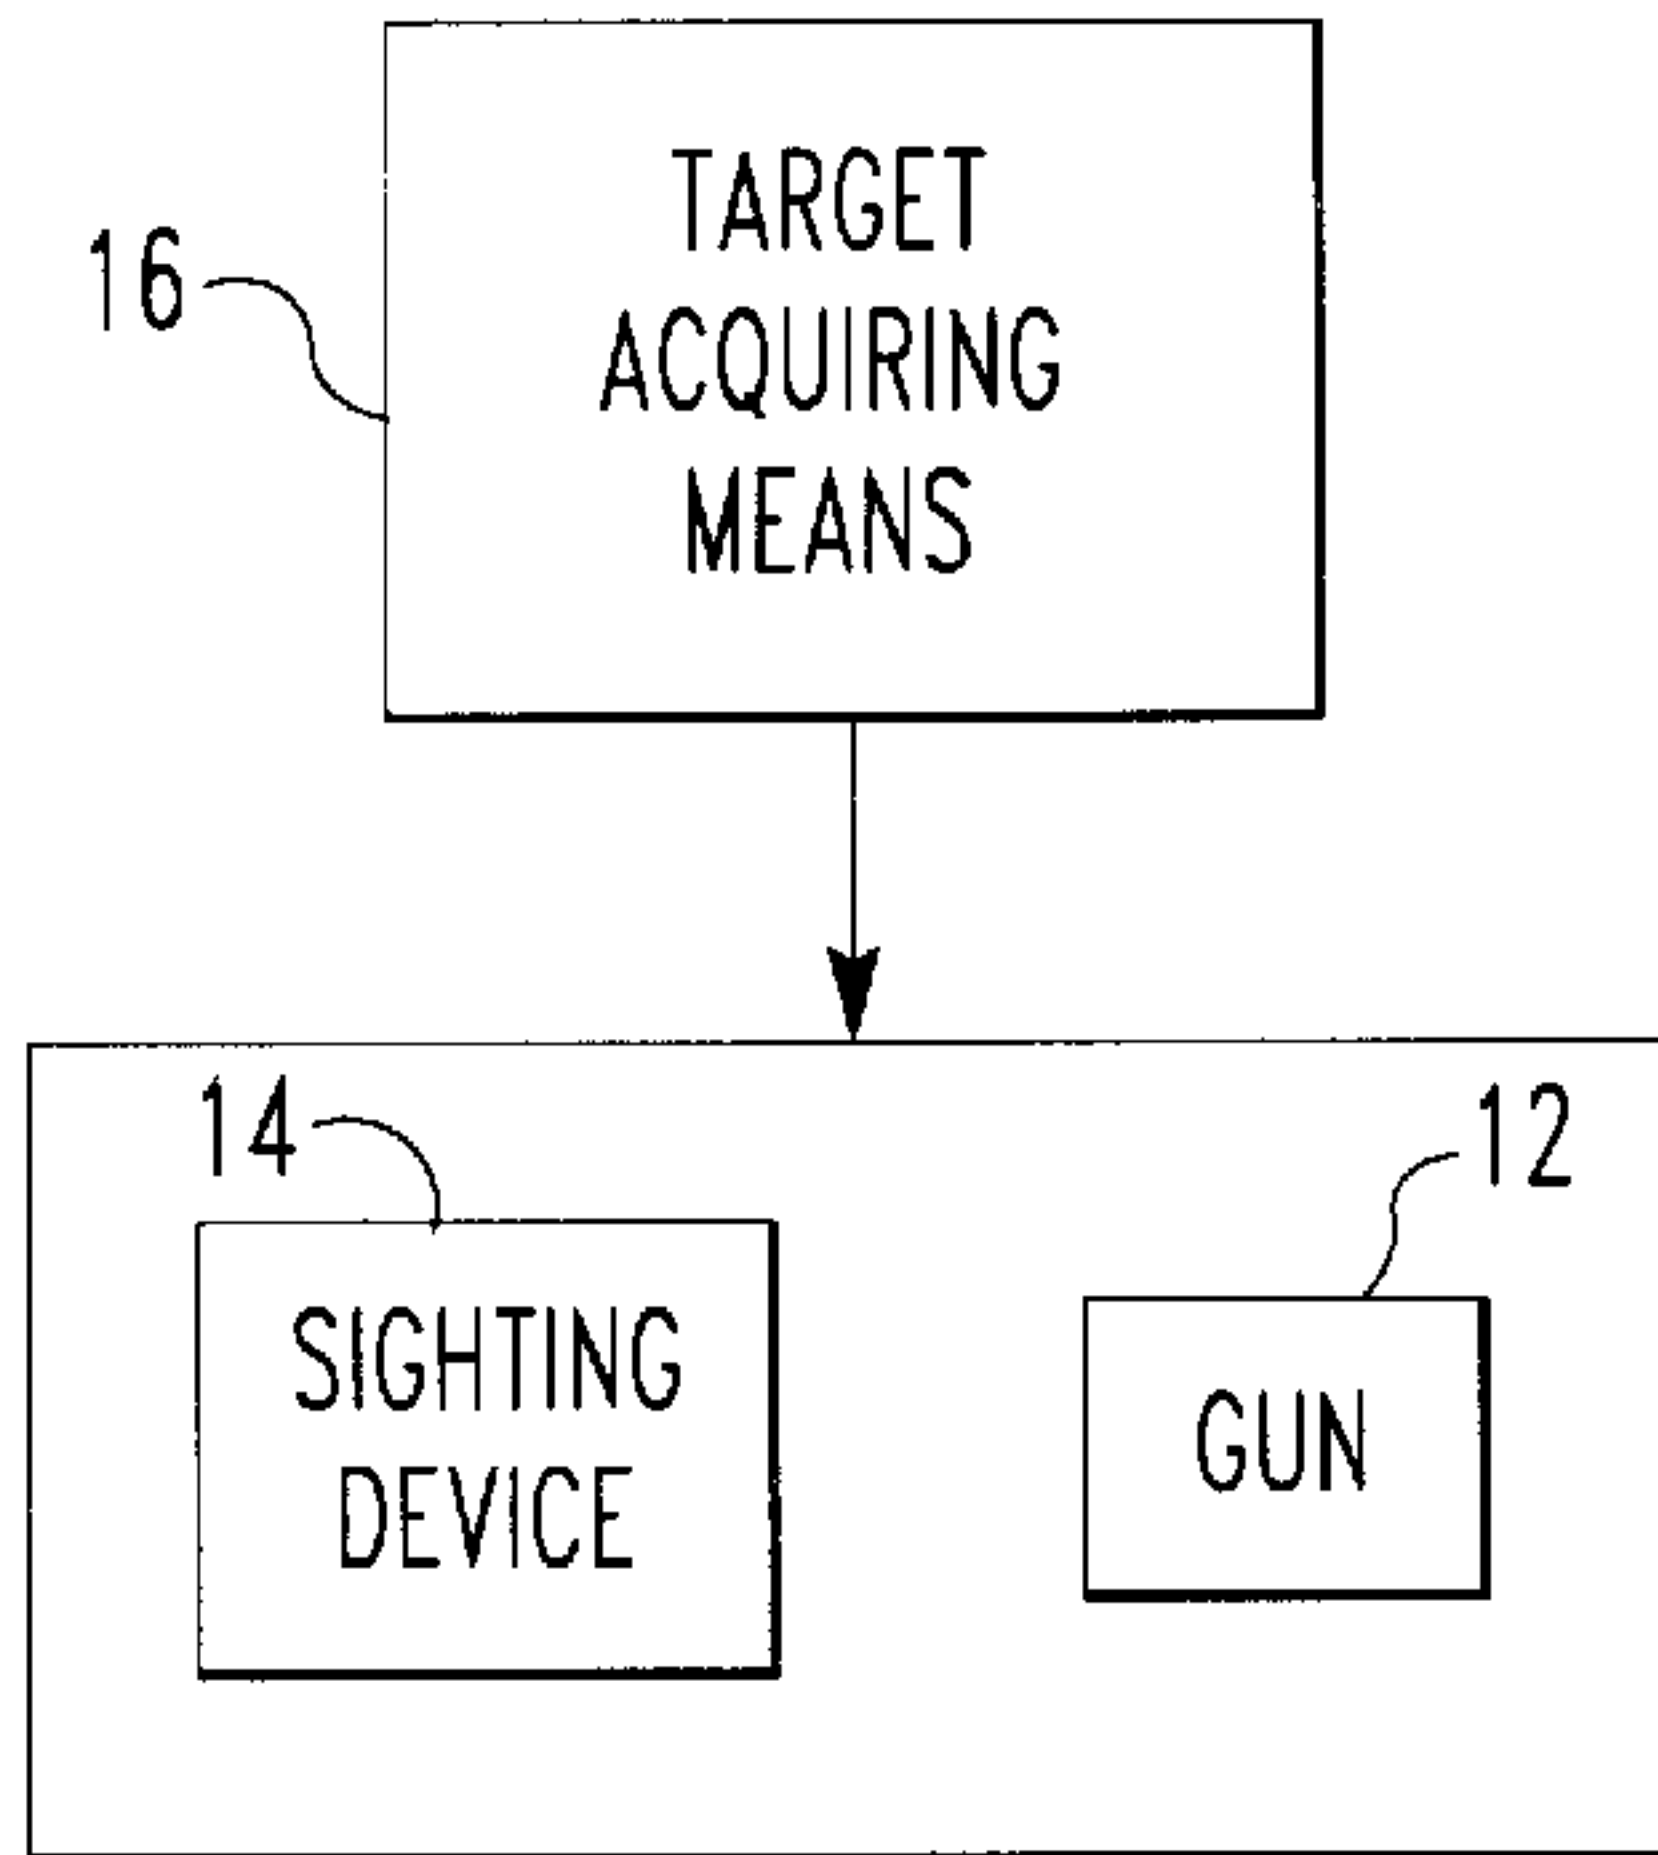 16
TARGET
ACQUIRING
MEANS
14
SIGHTING
DEVICE
12
GUN